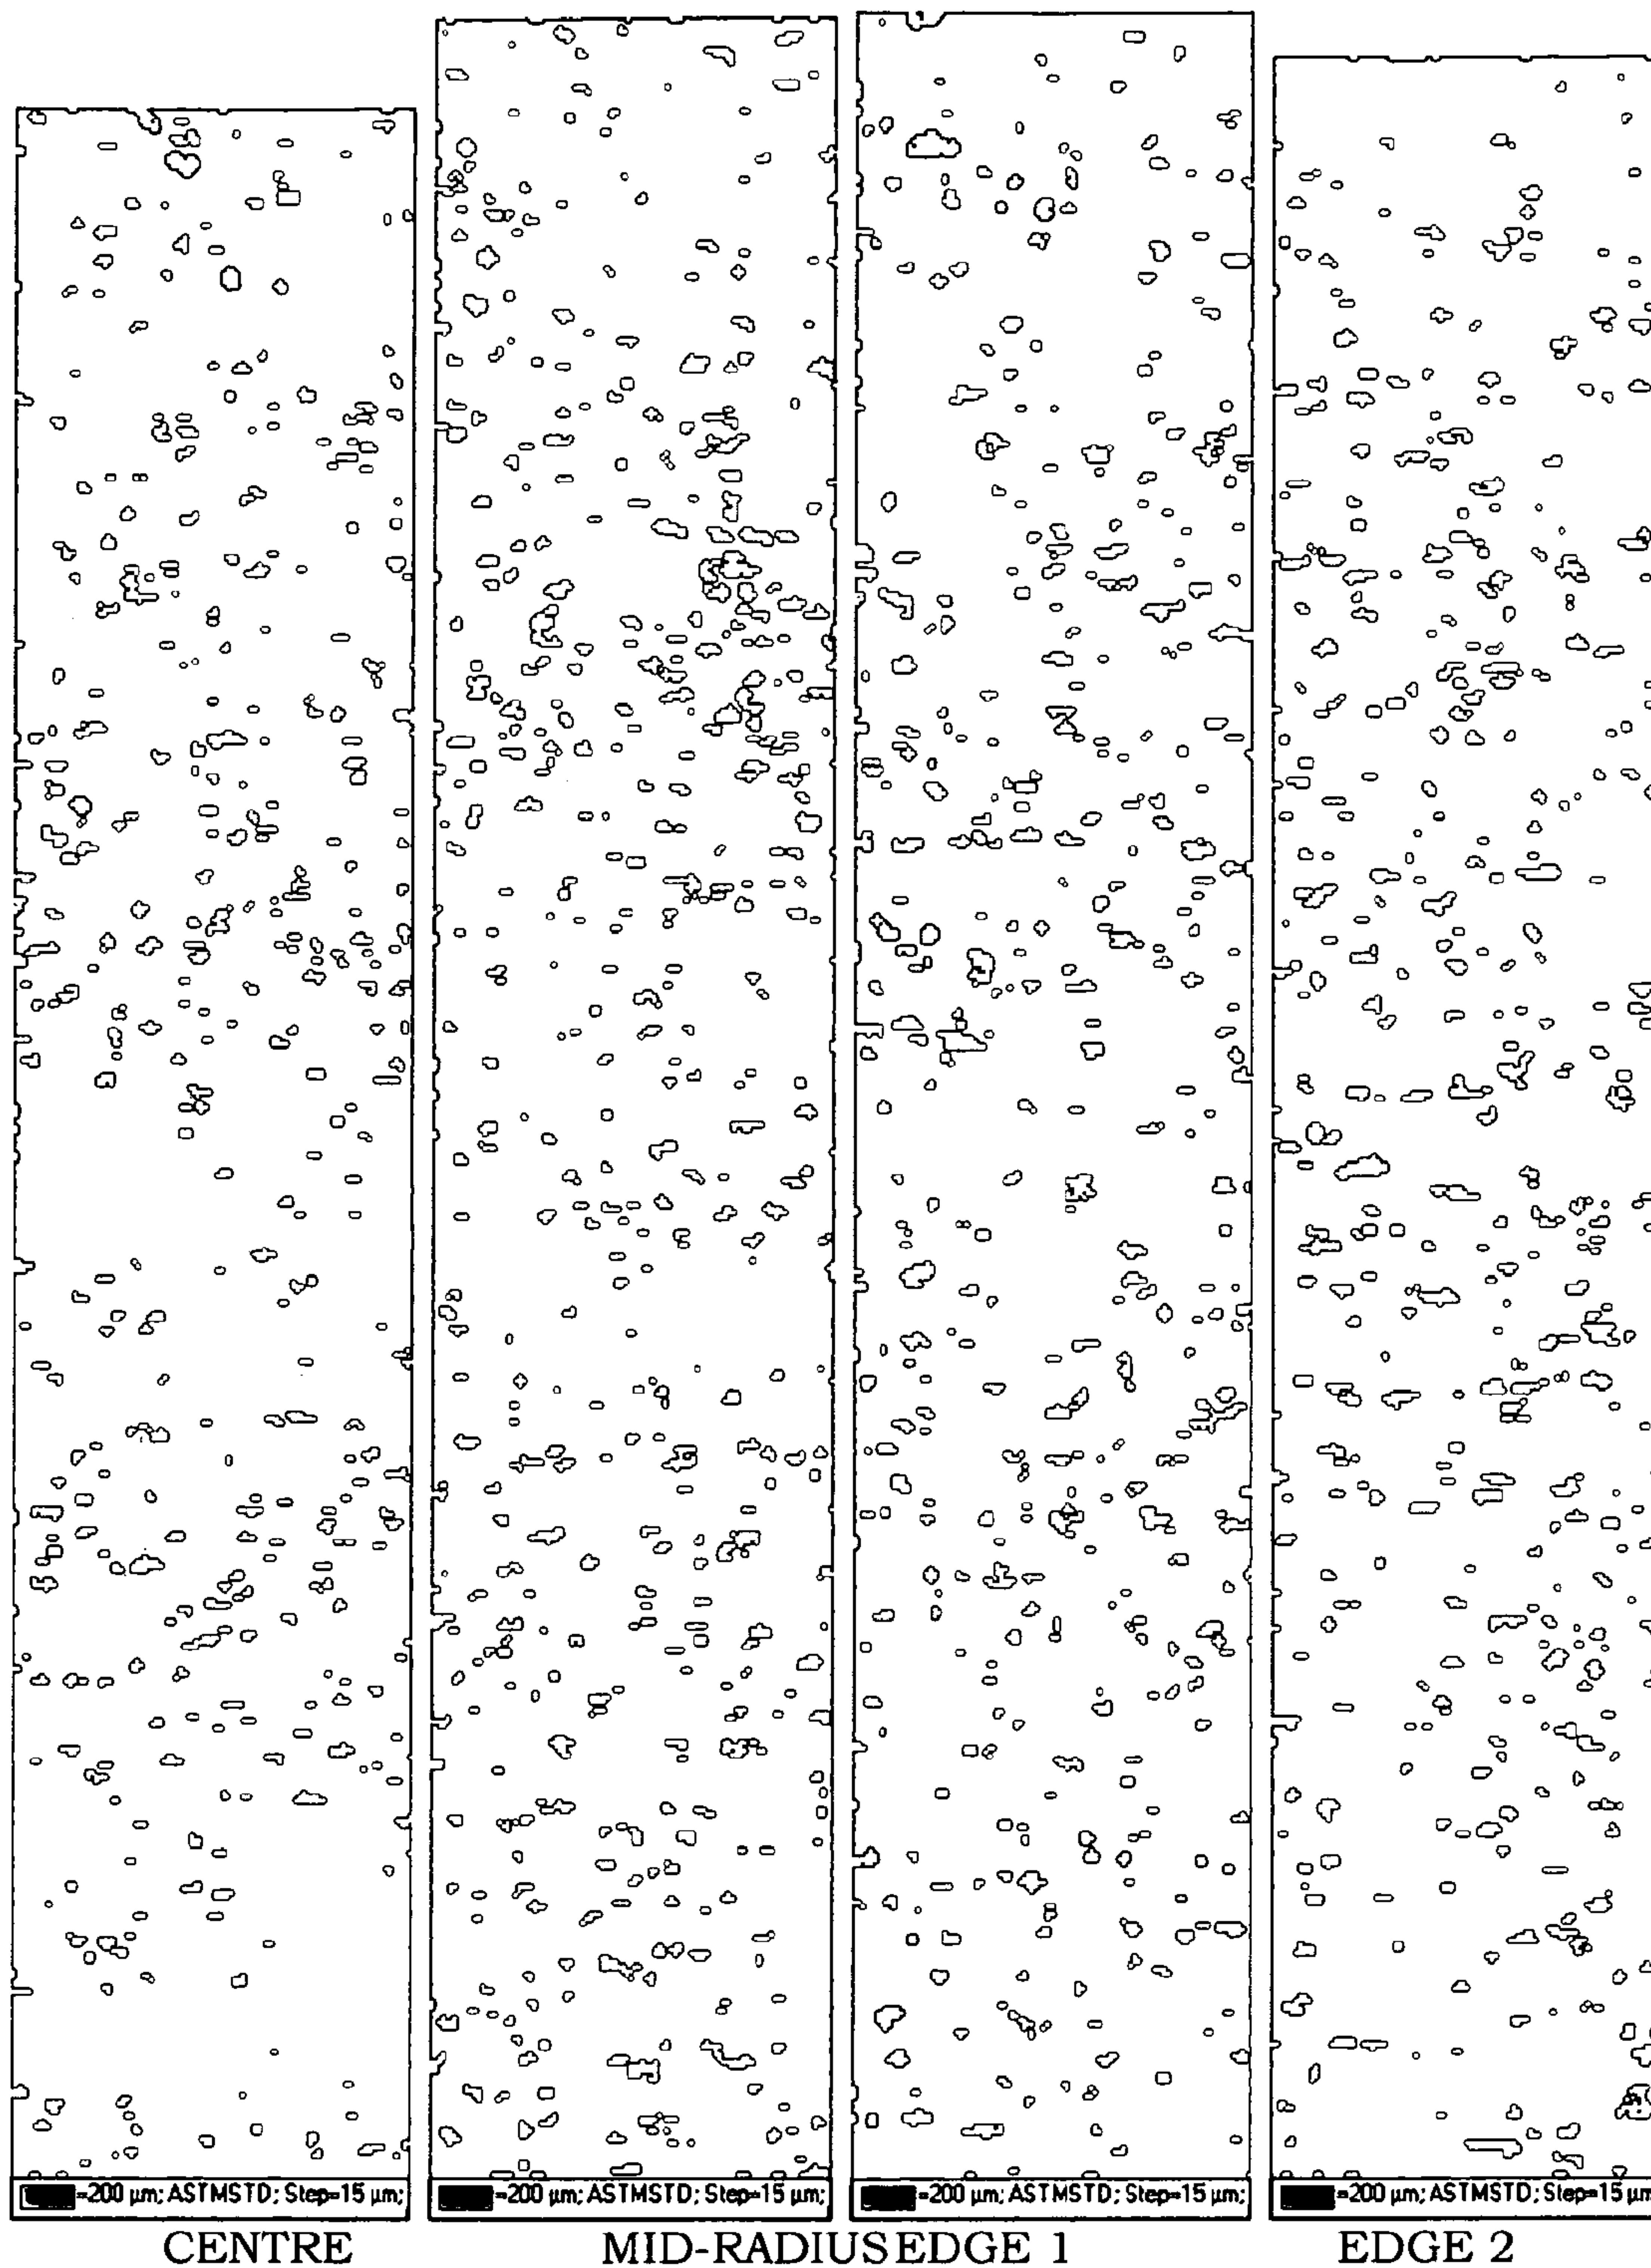 =200 µm; ASTMSTD; Step=15 µm;
=200 µm; ASTMSTD; Step=15 µm;
=200 µm; ASTMSTD; Step=15 µm;
=200 µm; ASTMSTD; Step=15 µm
CENTRE
MID-RADIUS
EDGE 1
EDGE 2